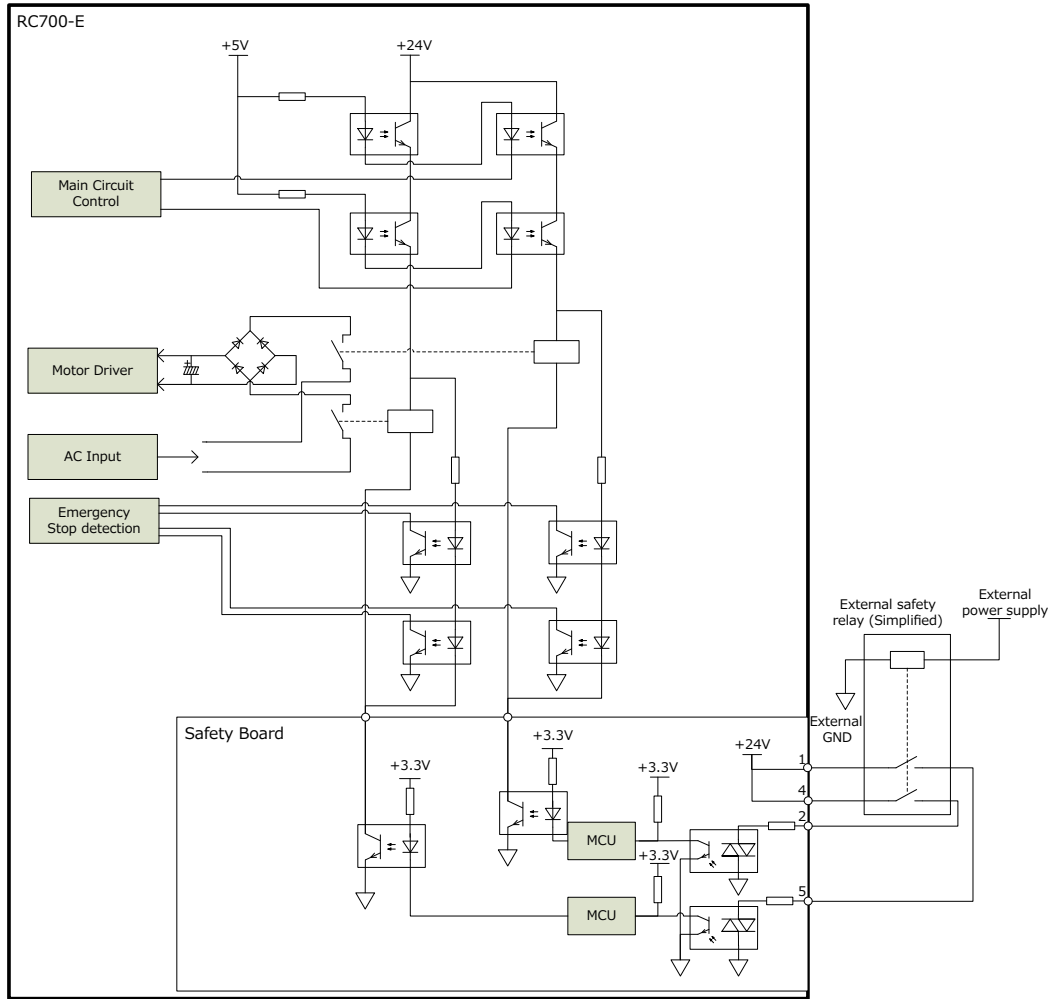 RC700-E
+5V
+24V
Main Circuit
Control
Motor Driver
AC Input
Emergency
Stop detection
External safety
relay (Simplified)
External
power supply
External
GND
Safety Board
+3.3V
+3.3V
+3.3V
+24V
1
4
2
MCU
+3.3V
5
MCU